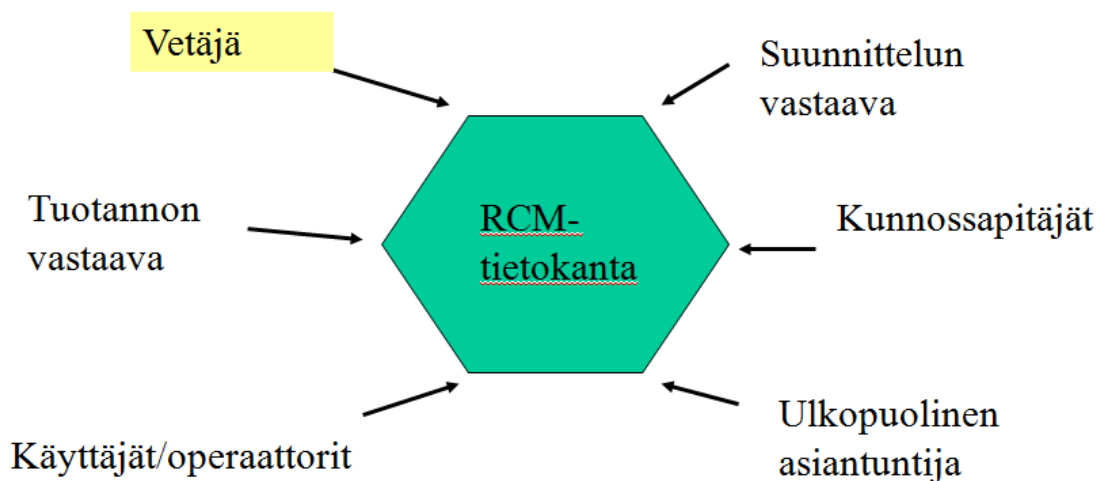 Vetäjä
Suunnittelun
vastaava
Tuotannon
vastaava
RCM-
tietokanta
Kunnossapitäjät
Käyttäjät/operaattorit
Ulkopuolinen
asiantuntija